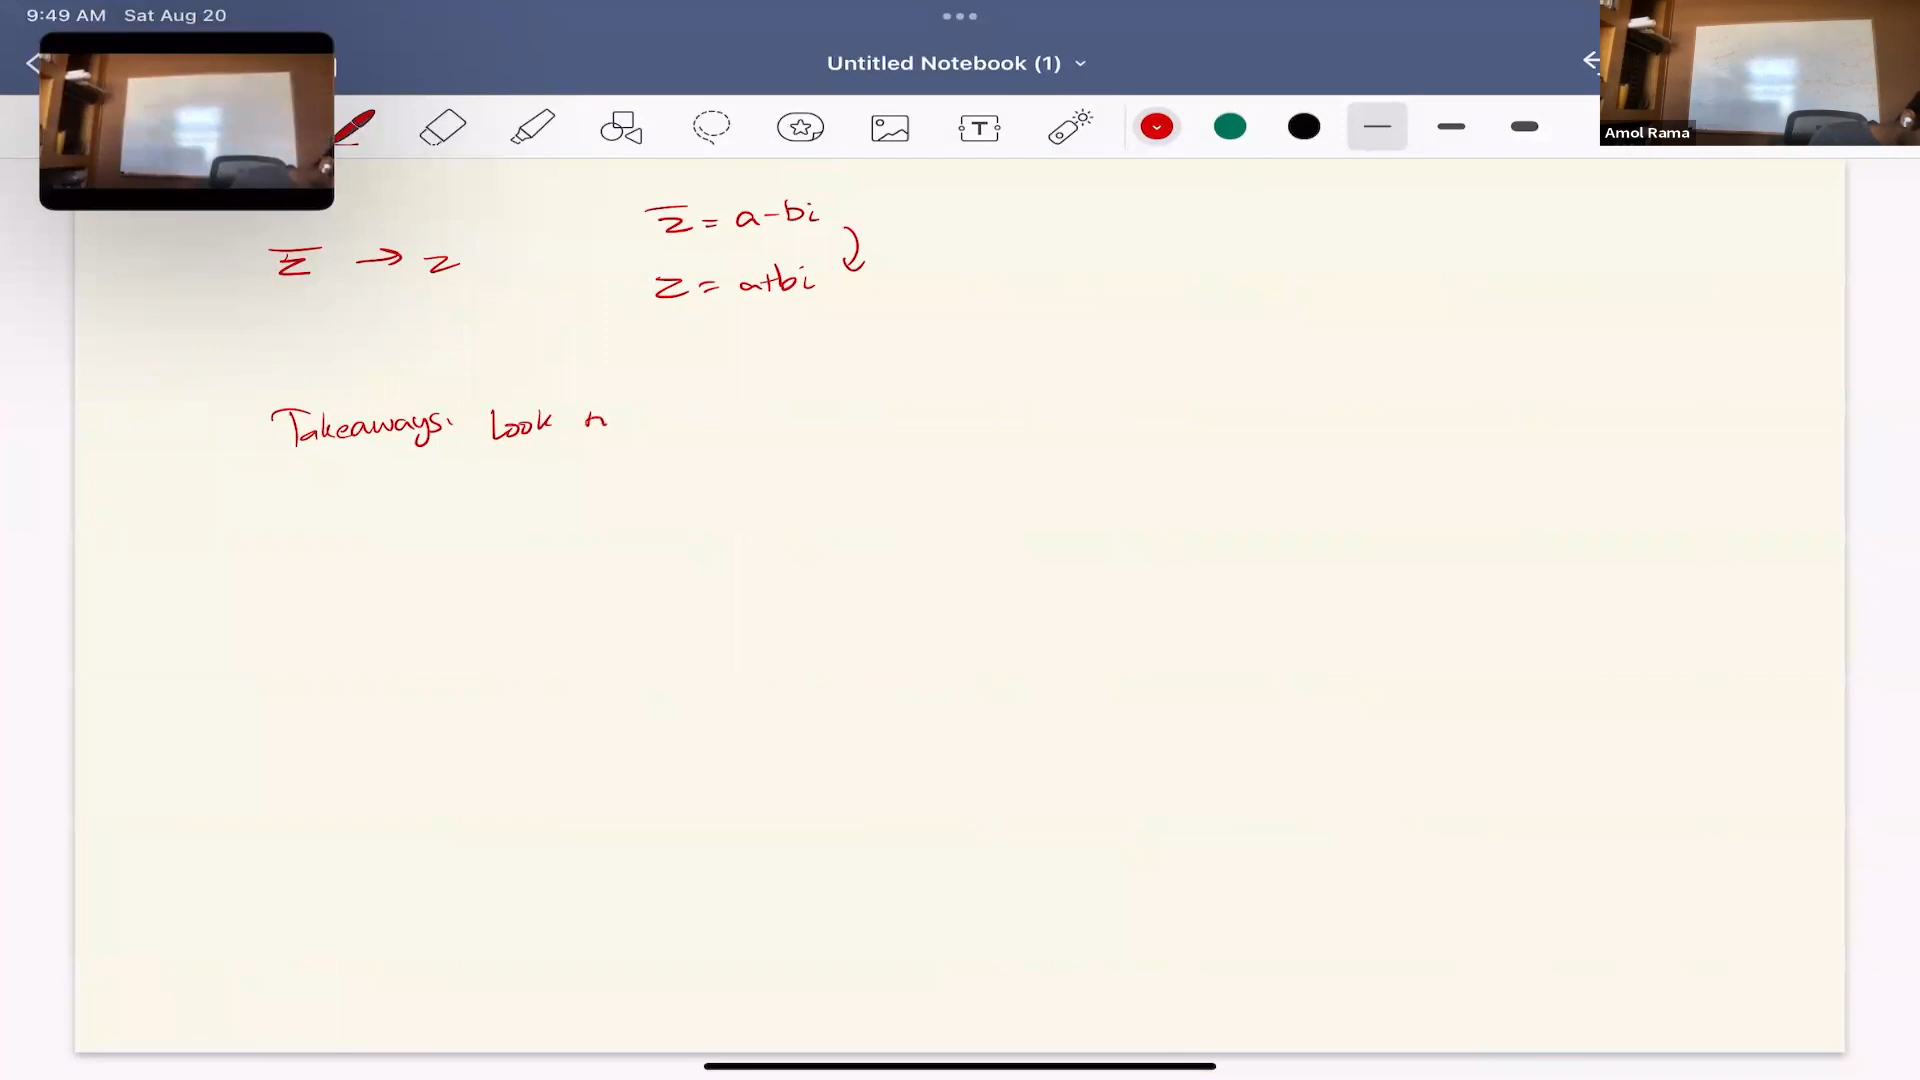 9:49 AM Sat Aug 20
Untitled Notebook (1)
Amol Rama
z̅ = a-bi
z̅ → z
z = a+bi
Takeaways. Look n